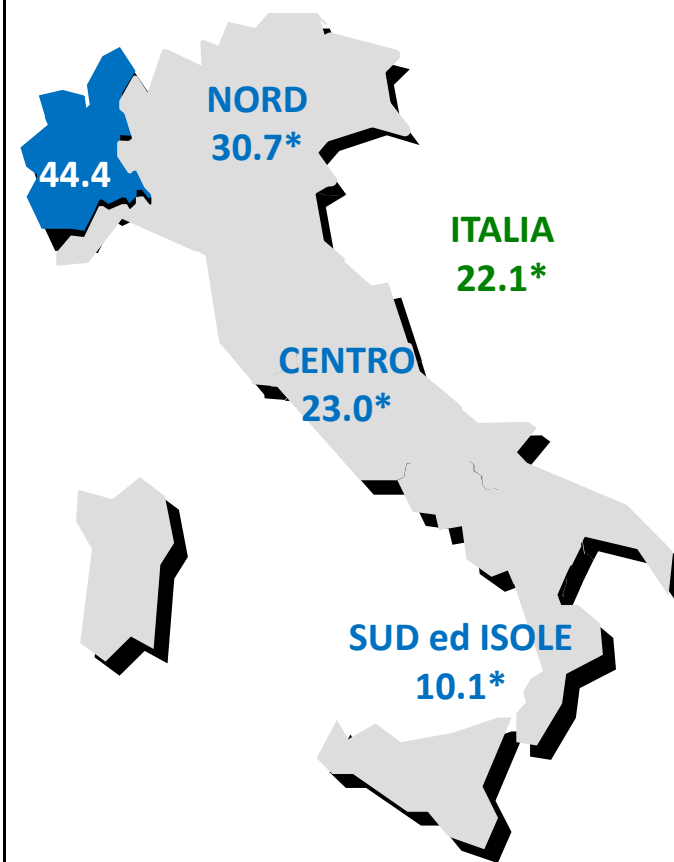 NORD
30.7*
44.4
ITALIA
22.1*
CENTRO
23.0*
SUD ed ISOLE
10.1*